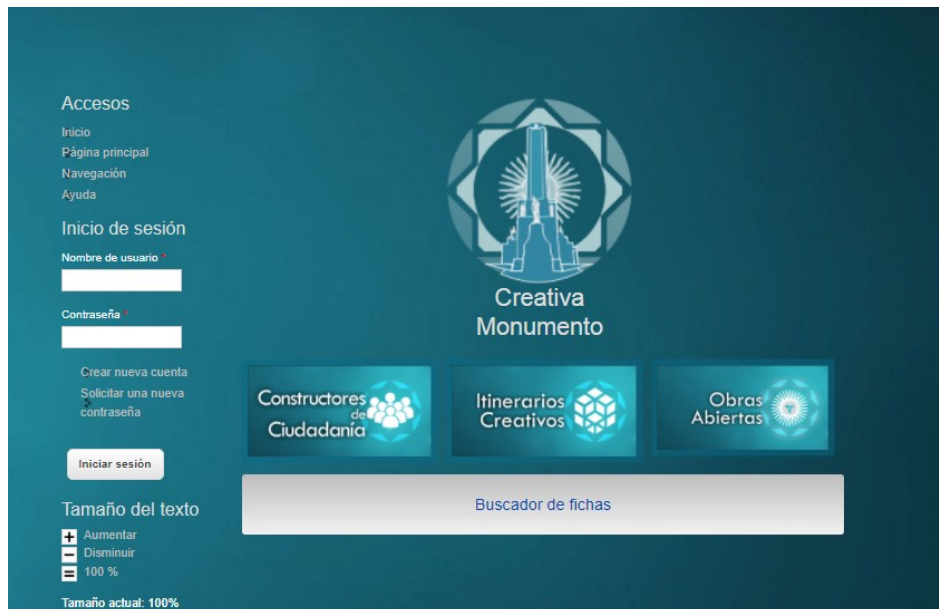 Accesos
Inicio
Página principal
Navegación
Ayuda
Inicio de sesión
Nombre de usuario *
Contraseña *
Crear nueva cuenta
Solicitar una nueva
contraseña
Iniciar sesión
Tamaño del texto
+ Aumentar
- Disminuir
= 100 %
Tamaño actual: 100%
Creativa
Monumento
Constructores
de
Ciudadanía
Itinerarios
Creativos
Obras
Abiertas
Buscador de fichas